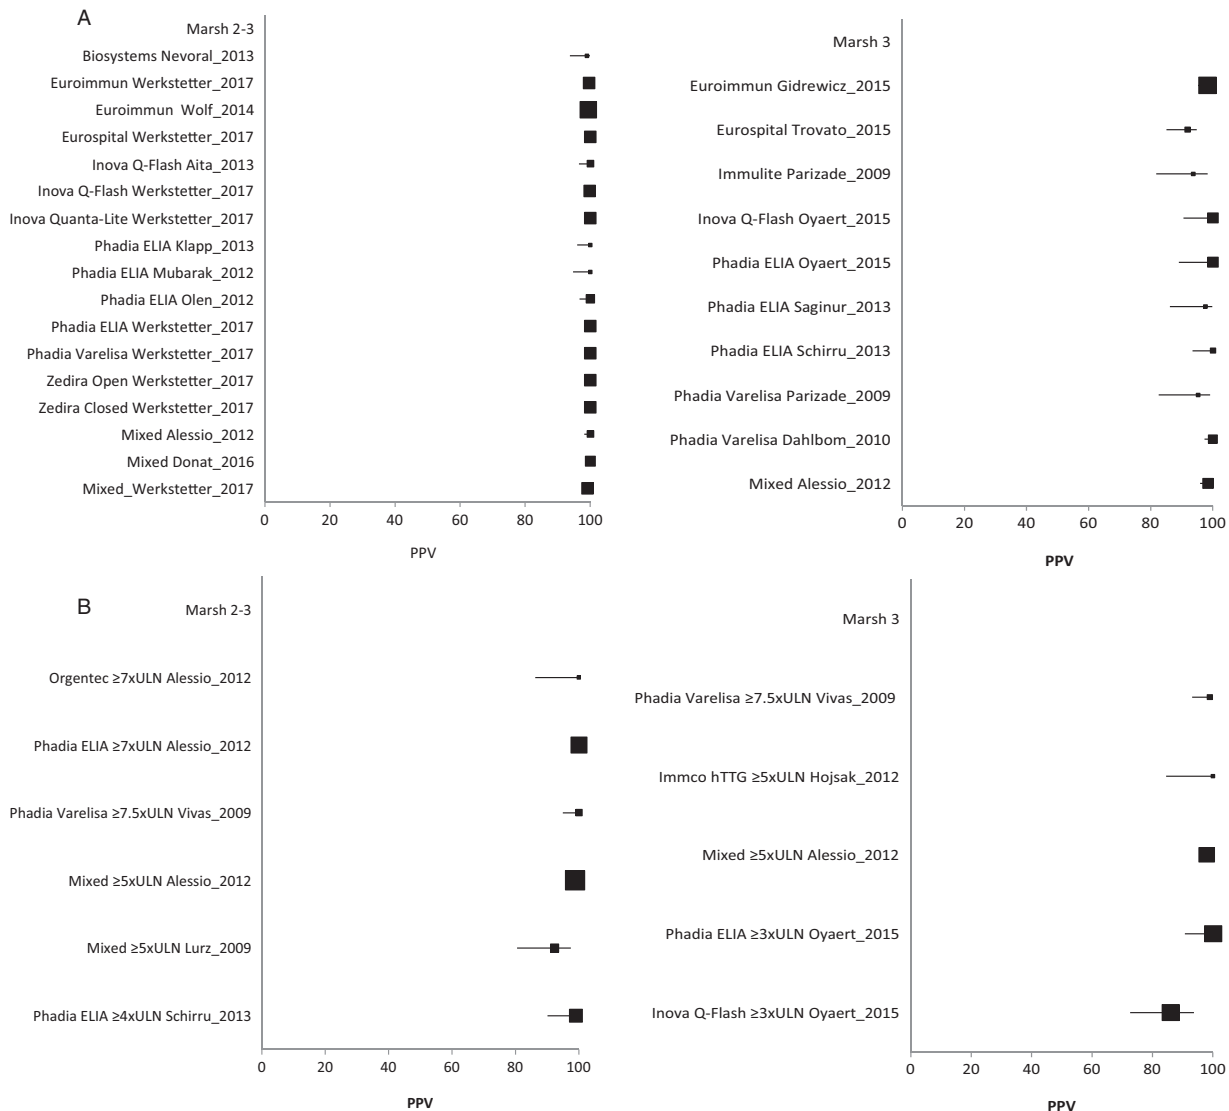 A
Marsh 2-3
Biosystems Nevoral_2013
Euroimmun Werkstetter_2017
Euroimmun Wolf_2014
Eurospital Werkstetter_2017
Inova Q-Flash Aita_2013
Inova Q-Flash Werkstetter_2017
Inova Quanta-Lite Werkstetter_2017
Phadia ELIA Klapp_2013
Phadia ELIA Mubarak_2012
Phadia ELIA Olen_2012
Phadia ELIA Werkstetter_2017
Phadia Varelisa Werkstetter_2017
Zedira Open Werkstetter_2017
Zedira Closed Werkstetter_2017
Mixed Alessio_2012
Mixed Donat_2016
Mixed_Werkstetter_2017
0 20 40 60 80 100
PPV
Marsh 3
Euroimmun Gidrewicz_2015
Eurospital Trovato_2015
Immulite Parizade_2009
Inova Q-Flash Oyaert_2015
Phadia ELIA Oyaert_2015
Phadia ELIA Saginur_2013
Phadia ELIA Schirru_2013
Phadia Varelisa Parizade_2009
Phadia Varelisa Dahlbom_2010
Mixed Alessio_2012
0 20 40 60 80 100
PPV
B
Marsh 2-3
Orgentec ≥7xULN Alessio_2012
Phadia ELIA ≥7xULN Alessio_2012
Phadia Varelisa ≥7.5xULN Vivas_2009
Mixed ≥5xULN Alessio_2012
Mixed ≥5xULN Lurz_2009
Phadia ELIA ≥4xULN Schirru_2013
0 20 40 60 80 100
PPV
Marsh 3
Phadia Varelisa ≥7.5xULN Vivas_2009
Immco hTTG ≥5xULN Hojsak_2012
Mixed ≥5xULN Alessio_2012
Phadia ELIA ≥3xULN Oyaert_2015
Inova Q-Flash ≥3xULN Oyaert_2015
0 20 40 60 80 100
PPV